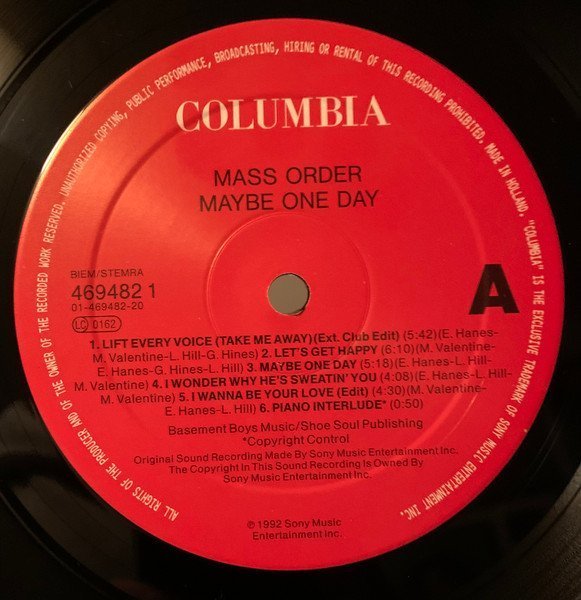 ALL RIGHTS OF THE PRODUCER AND OF THE OWNER OF THE RECORDED WORK RESERVED. UNAUTHORIZED COPYING, PUBLIC PERFORMANCE, BROADCASTING, HIRING OR RENTAL OF THIS RECORDING PROHIBITED. MADE IN HOLLAND. "COLUMBIA" IS THE EXCLUSIVE TRADEMARK OF SONY MUSIC ENTERTAINMENT INC.
COLUMBIA
MASS ORDER
MAYBE ONE DAY
BIEM/STEMRA
469482 1
01-469482-20
LC 0162
A
1. LIFT EVERY VOICE (TAKE ME AWAY)(Ext. Club Edit) (5:42)(E. Hanes-
M. Valentine-L. Hill-G. Hines) 2. LET'S GET HAPPY (6:10)(M. Valentine-
E. Hanes-G. Hines-L. Hill) 3. MAYBE ONE DAY (5:18)(E. Hanes-L. Hill-
M. Valentine) 4. I WONDER WHY HE'S SWEATIN' YOU (4:08)(E. Hanes-L. Hill-
M. Valentine) 5. I WANNA BE YOUR LOVE (Edit) (4:30)(M. Valentine-
E. Hanes-L. Hill) 6. PIANO INTERLUDE* (0:50)
Basement Boys Music/Shoe Soul Publishing
*Copyright Control
Original Sound Recording Made By Sony Music Entertainment Inc.
The Copyright In This Sound Recording Is Owned By
Sony Music Entertainment Inc.
℗ 1992 Sony Music
Entertainment Inc.